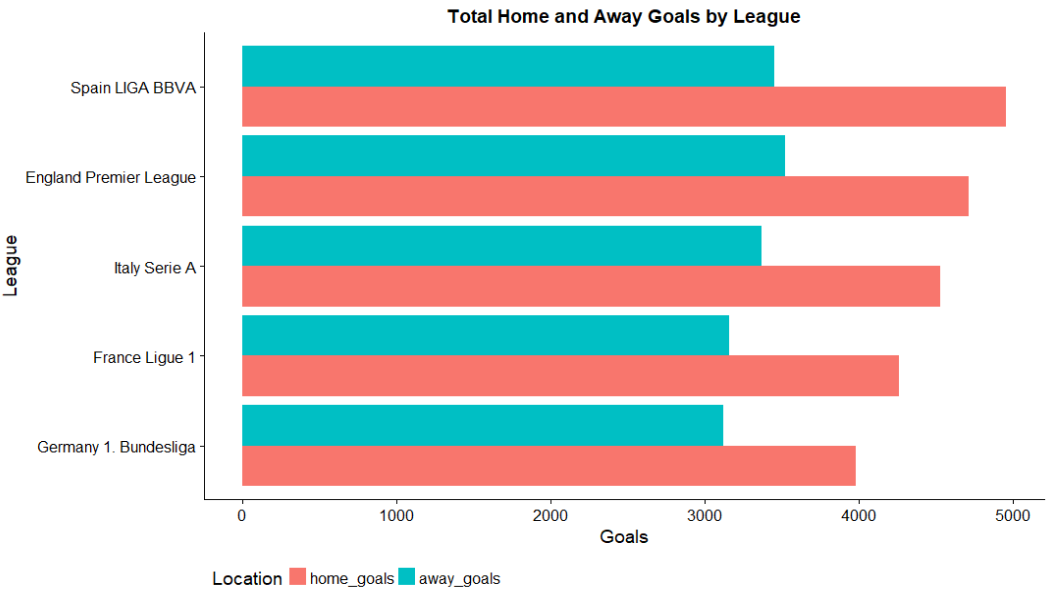 Total Home and Away Goals by League
League
Spain LIGA BBVA
England Premier League
Italy Serie A
France Ligue 1
Germany 1. Bundesliga
0 1000 2000 3000 4000 5000
Goals
Location home_goals away_goals